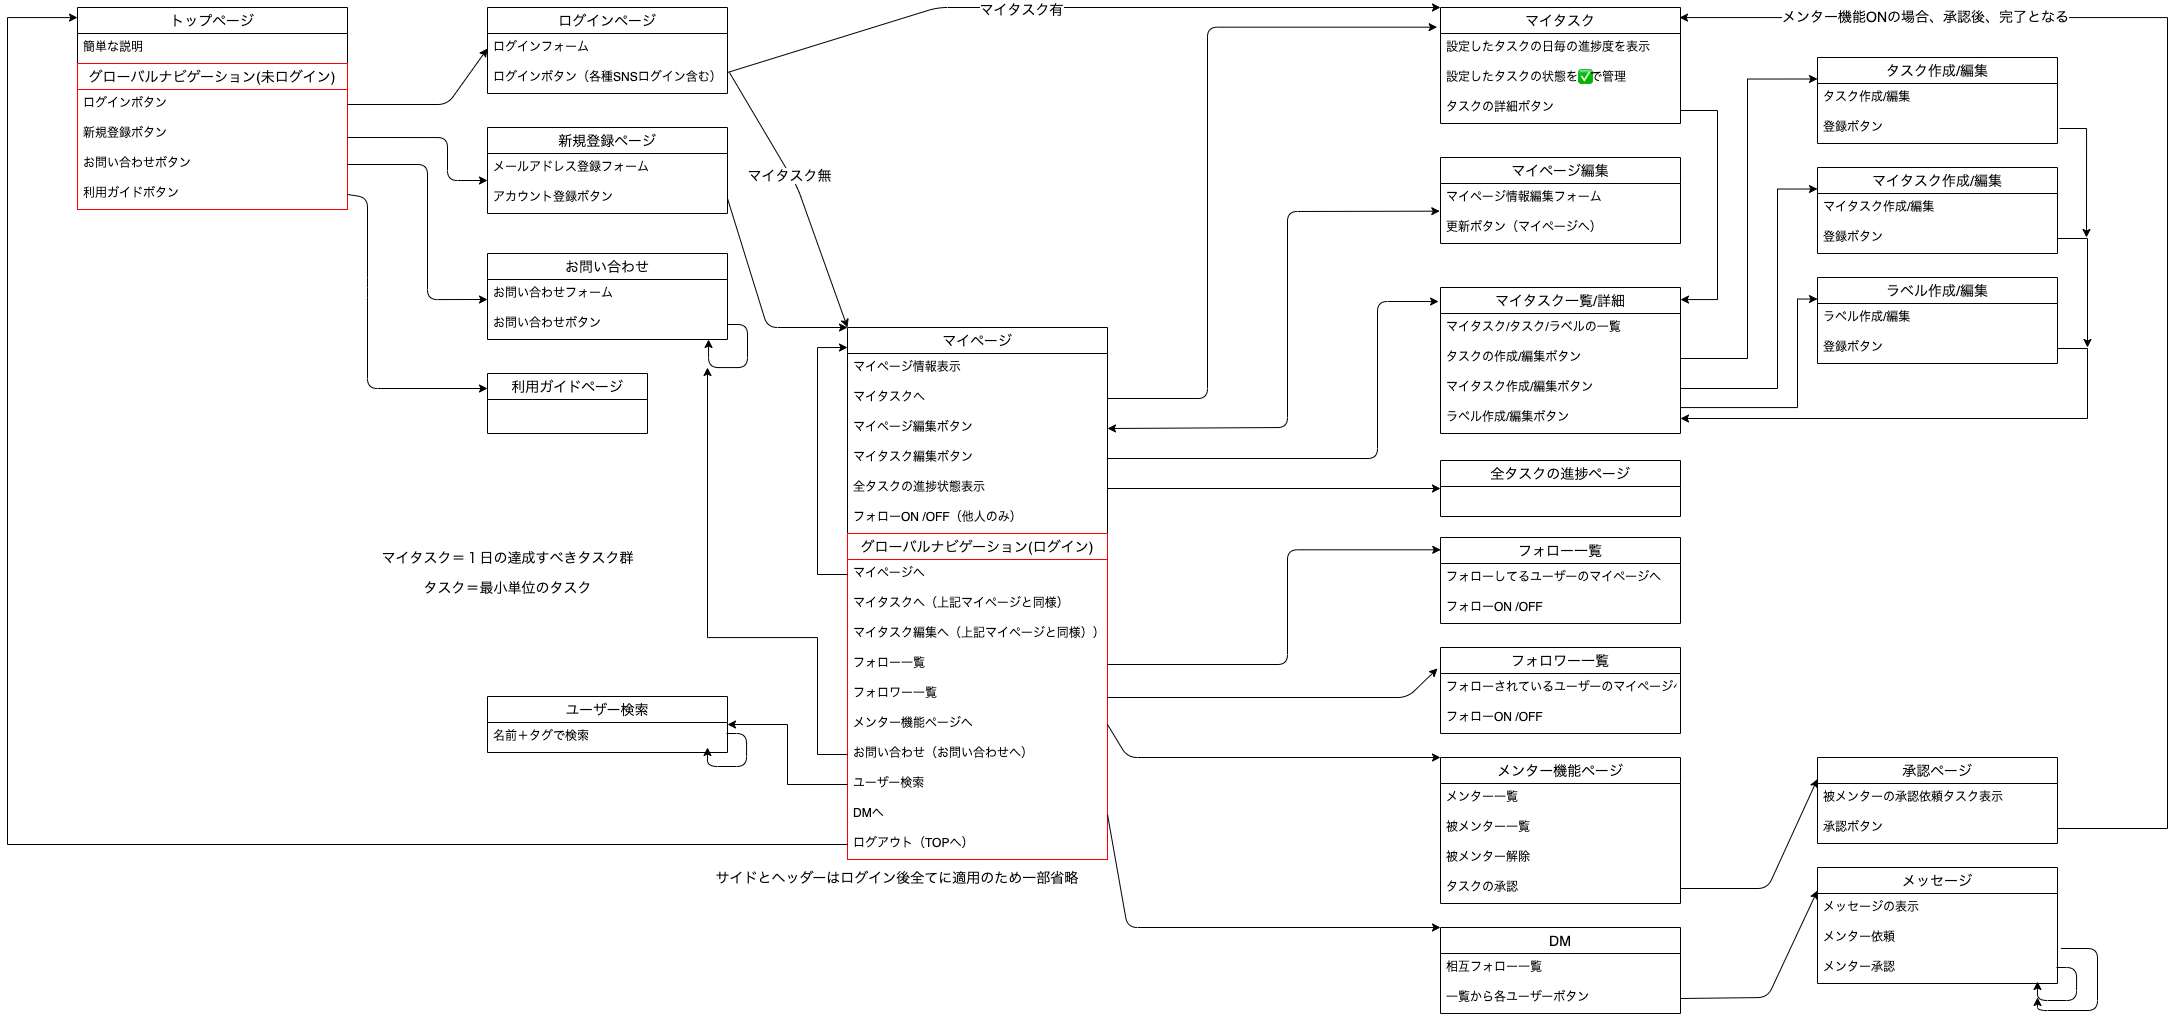 トップページ
簡単な説明
グローバルナビゲーション(未ログイン)
ログインボタン
新規登録ボタン
お問い合わせボタン
利用ガイドボタン
ログインページ
ログインフォーム
ログインボタン（各種SNSログイン含む）
新規登録ページ
メールアドレス登録フォーム
アカウント登録ボタン
お問い合わせ
お問い合わせフォーム
お問い合わせボタン
利用ガイドページ
マイタスク有
マイタスク無
マイタスク＝１日の達成すべきタスク群
タスク＝最小単位のタスク
ユーザー検索
名前＋タグで検索
マイページ
マイページ情報表示
マイタスクへ
マイページ編集ボタン
マイタスク編集ボタン
全タスクの進捗状態表示
フォローON /OFF（他人のみ）
グローバルナビゲーション(ログイン)
マイページへ
マイタスクへ（上記マイページと同様）
マイタスク編集へ（上記マイページと同様））
フォロー一覧
フォロワー一覧
メンター機能ページへ
お問い合わせ（お問い合わせへ）
ユーザー検索
DMへ
ログアウト（TOPへ）
サイドとヘッダーはログイン後全てに適用のため一部省略
マイタスク
設定したタスクの日毎の進捗度を表示
設定したタスクの状態を✅で管理
タスクの詳細ボタン
マイページ編集
マイページ情報編集フォーム
更新ボタン（マイページへ）
マイタスク一覧/詳細
マイタスク/タスク/ラベルの一覧
タスクの作成/編集ボタン
マイタスク作成/編集ボタン
ラベル作成/編集ボタン
全タスクの進捗ページ
フォロー一覧
フォローしてるユーザーのマイページへ
フォローON /OFF
フォロワー一覧
フォローされているユーザーのマイページ
フォローON /OFF
メンター機能ページ
メンター一覧
被メンター一覧
被メンター解除
タスクの承認
DM
相互フォロー一覧
一覧から各ユーザーボタン
メンター機能ONの場合、承認後、完了となる
タスク作成/編集
タスク作成/編集
登録ボタン
マイタスク作成/編集
マイタスク作成/編集
登録ボタン
ラベル作成/編集
ラベル作成/編集
登録ボタン
承認ページ
被メンターの承認依頼タスク表示
承認ボタン
メッセージ
メッセージの表示
メンター依頼
メンター承認